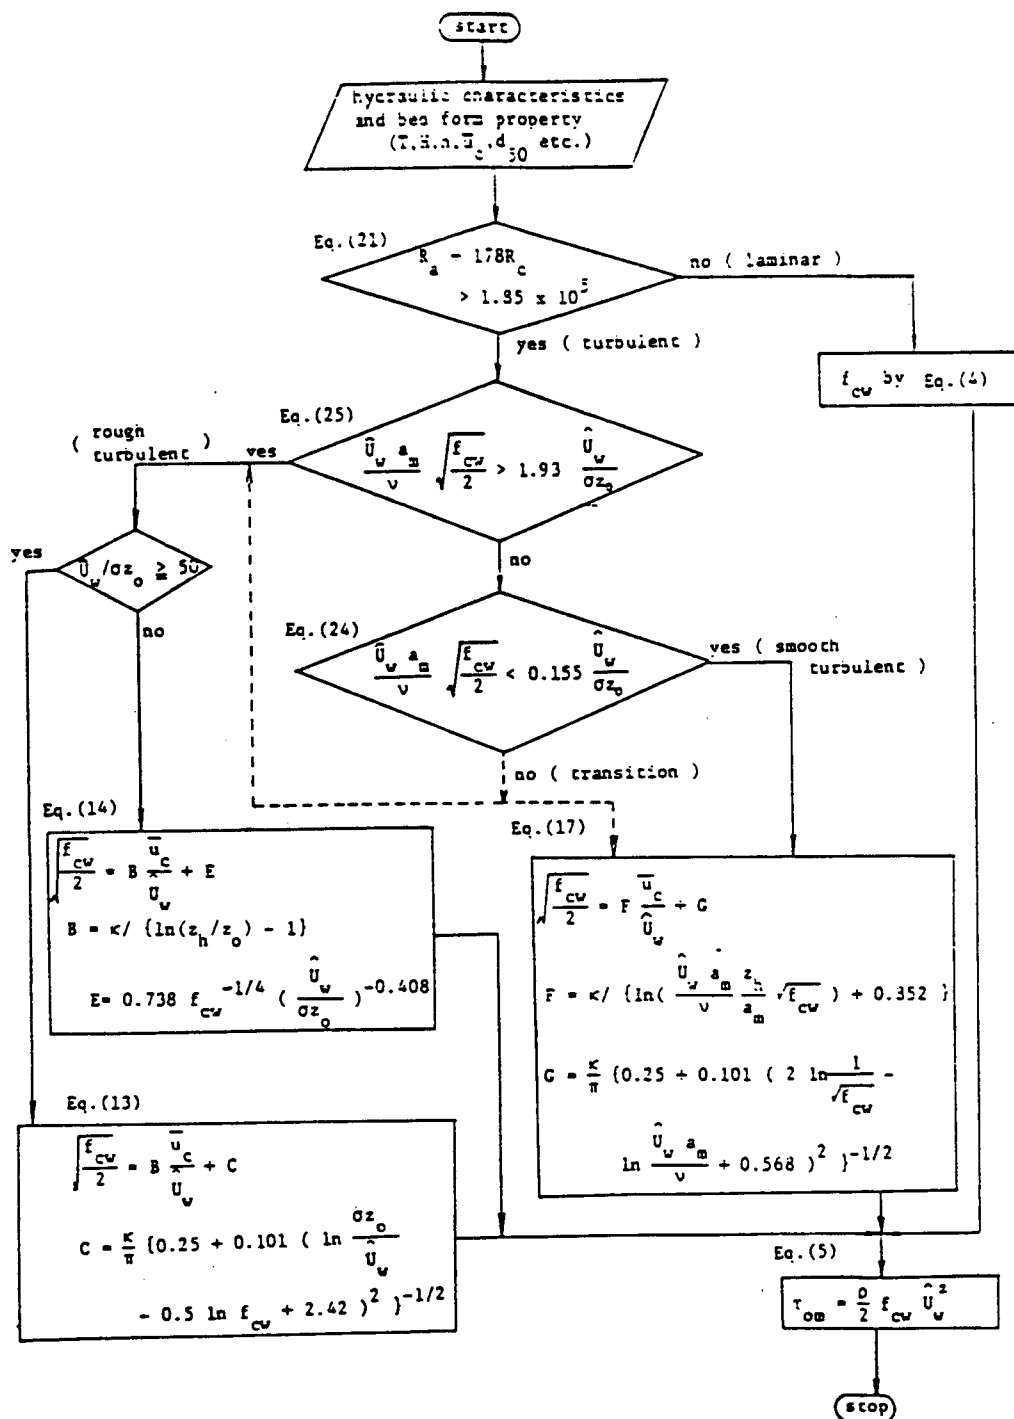 start
hydraulic characteristics
and bed form property
(T,H,h,u̅_c,d_50 etc.)
Eq.(21)
R_a - 178R_c
> 1.85 x 10^5
no ( laminar )
yes ( turbulent )
f_cw by Eq.(4)
Eq.(25)
( rough turbulent )
yes
Û_w a_m / ν √(f_cw/2) > 1.93 Û_w/σz_o
yes
Û_w/σz_o ≥ 50
no
no
Eq.(24)
Û_w a_m / ν √(f_cw/2) < 0.155 Û_w/σz_o
yes ( smooth turbulent )
no ( transition )
Eq.(14)
√(f_cw/2) = B u̅_c/Û_w + E
B = κ/ {ln(z_h/z_o) - 1}
E= 0.738 f_cw^-1/4 ( Û_w/σz_o )^-0.408
Eq.(17)
√(f_cw/2) = F u̅_c/Û_w + G
F = κ/ {ln( Û_w a_m/ν z_h/a_m √f_cw ) + 0.352 }
G = κ/π {0.25 + 0.101 ( 2 ln 1/√f_cw -
ln Û_w a_m/ν + 0.568 )^2 }^-1/2
Eq.(13)
√(f_cw/2) = B u̅_c/Û_w + C
C = κ/π {0.25 + 0.101 ( ln σz_o/Û_w
- 0.5 ln f_cw + 2.42 )^2 }^-1/2
Eq.(5)
τ_om = ρ/2 f_cw Û_w^2
stop